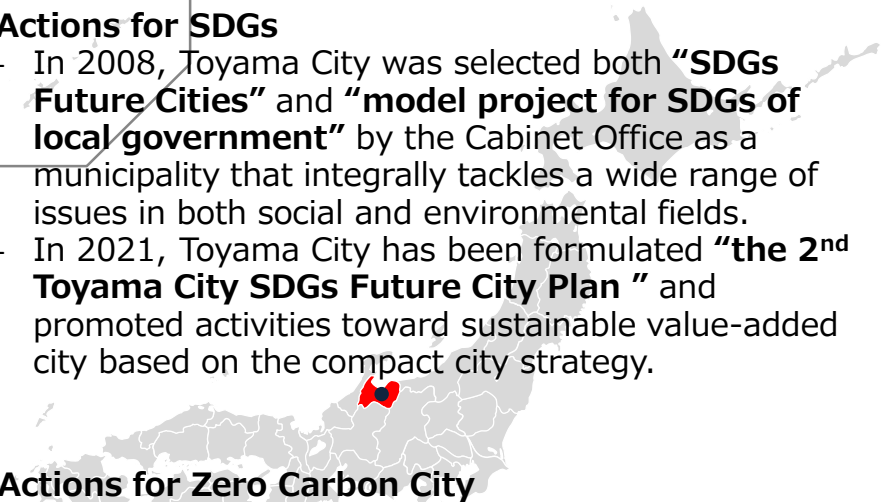 Actions for SDGs
- In 2008, Toyama City was selected both “SDGs
Future Cities” and “model project for SDGs of
local government” by the Cabinet Office as a
municipality that integrally tackles a wide range of
issues in both social and environmental fields.
- In 2021, Toyama City has been formulated “the 2nd
Toyama City SDGs Future City Plan ” and
promoted activities toward sustainable value-added
city based on the compact city strategy.
Actions for Zero Carbon City